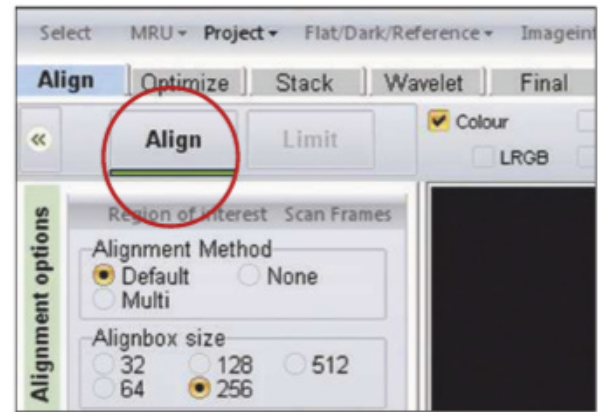 Select MRU Project Flat/Dark/Reference Imageint
Align Optimize Stack Wavelet Final
« Align Limit Colour
LRGB
Alignment options
Region of Interest Scan Frames
Alignment Method
Default None
Multi
Alignbox size
32 128 512
64 256